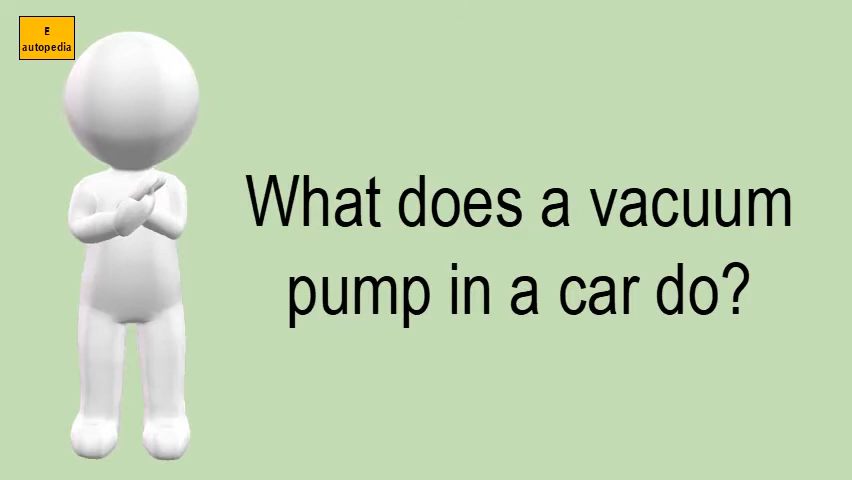 E
autopedia
What does a vacuum
pump in a car do?